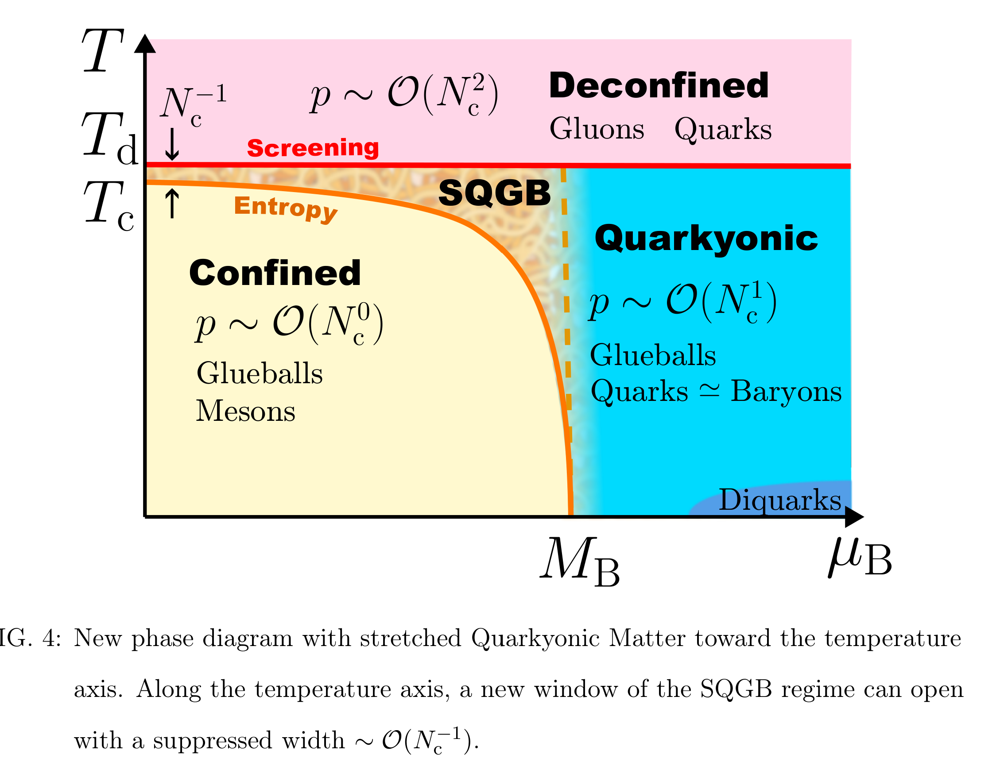 T
N_c^{-1}
p ∼ O(N_c^2)
Deconfined
Gluons Quarks
T_d
Screening
T_c
Entropy
SQGB
Quarkyonic
Confined
p ∼ O(N_c^1)
p ∼ O(N_c^0)
Glueballs
Quarks ≃ Baryons
Glueballs
Mesons
Diquarks
M_B
μ_B
IG. 4: New phase diagram with stretched Quarkyonic Matter toward the temperature
axis. Along the temperature axis, a new window of the SQGB regime can open
with a suppressed width ∼ O(N_c^{-1}).